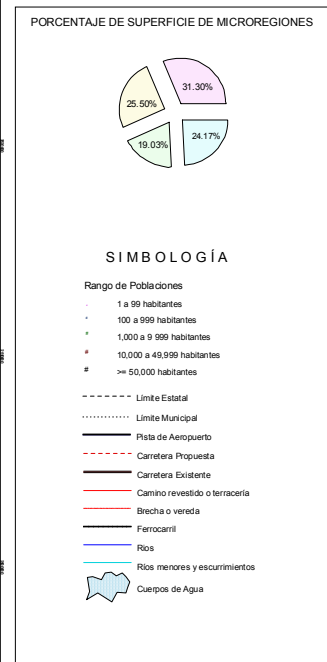 PORCENTAJE DE SUPERFICIE DE MICROREGIONES
31.30%
25.50%
24.17%
19.03%
SIMBOLOGÍA
Rango de Poblaciones
1 a 99 habitantes
100 a 999 habitantes
1,000 a 9 999 habitantes
10,000 a 49,999 habitantes
>= 50,000 habitantes
Límite Estatal
Límite Municipal
Pista de Aeropuerto
Carretera Propuesta
Carretera Existente
Camino revestido o terracería
Brecha o vereda
Ferrocarril
Rios
Ríos menores y escurrimientos
Cuerpos de Agua